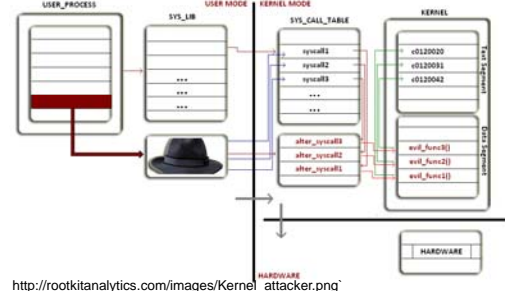 USER_PROCESS
USER MODE
KERNEL MODE
SYS_LIB
SYS_CALL_TABLE
KERNEL
syscall1
syscall2
syscall3
...
...
...
...
...
c0120020
c0120031
c0120042
Text Segment
alter_syscall3
alter_syscall2
alter_syscall1
evil_func3()
evil_func2()
evil_func1()
Data Segment
HARDWARE
HARDWARE
http://rootkitanalytics.com/images/Kernel_attacker.png`